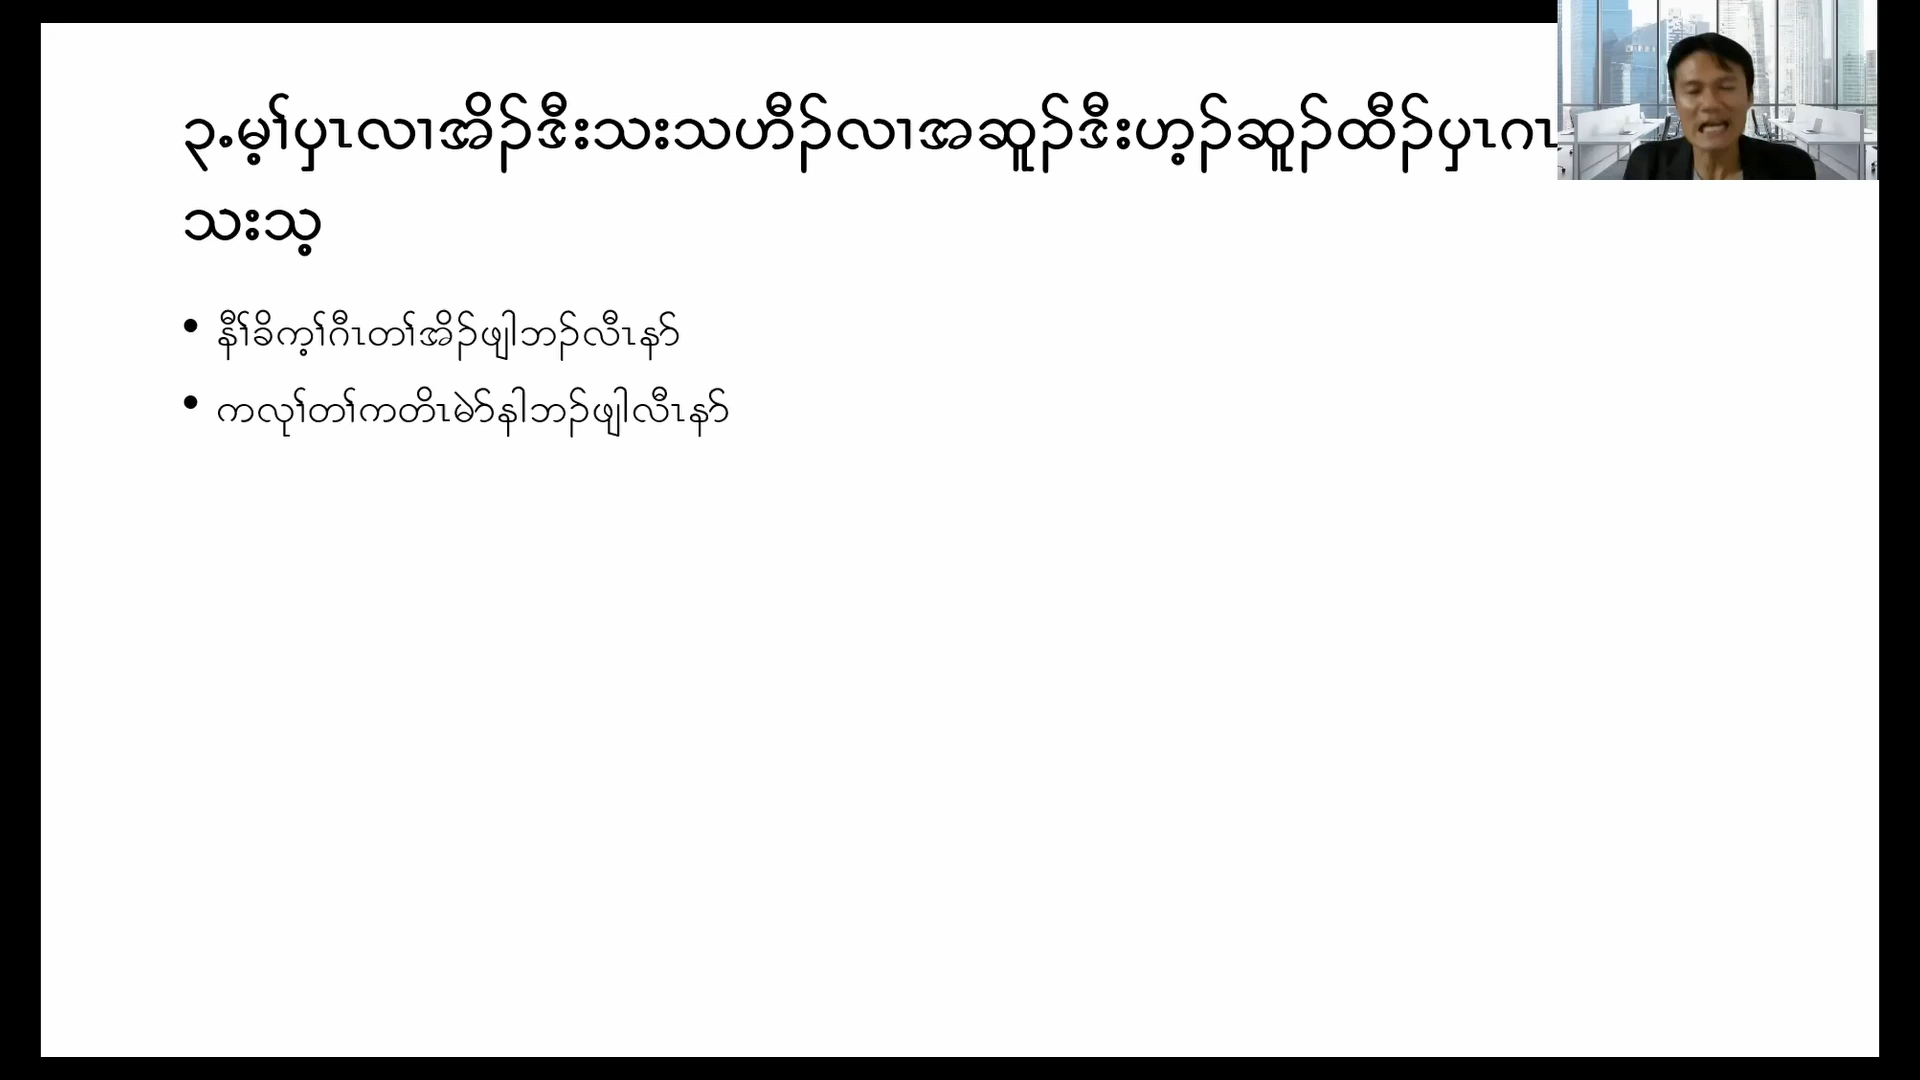 ၃.မ့ၢ်ပှၤလၢအိၣ်ဒီးသးသဟီၣ်လၢအဆူၣ်ဒီးဟ့ၣ်ဆူၣ်ထီၣ်ပှၤဂၤ
သးသ့
• နီၢ်ခိက့ၢ်ဂီၤတၢ်အိၣ်ဖျါဘၣ်လီၤနာ်
• ကလုၢ်တၢ်ကတိၤမဲာ်နါဘၣ်ဖျါလီၤနာ်